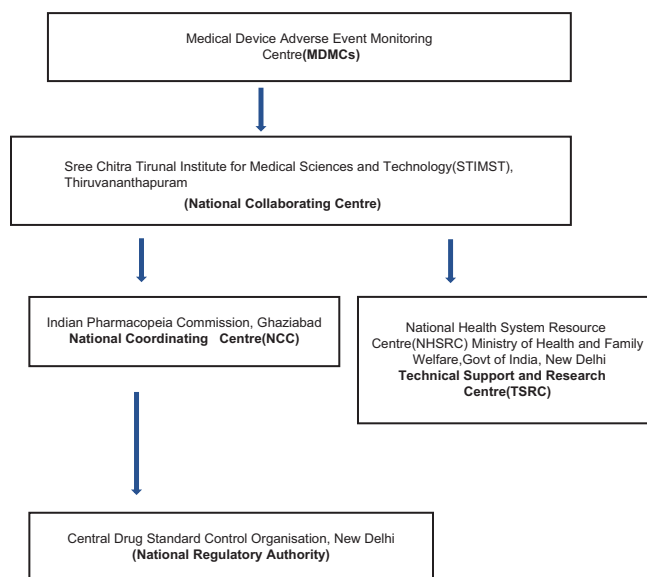 Medical Device Adverse Event Monitoring
Centre(MDMCs)
Sree Chitra Tirunal Institute for Medical Sciences and Technology(STIMST),
Thiruvananthapuram
(National Collaborating Centre)
Indian Pharmacopeia Commission, Ghaziabad
National Coordinating Centre(NCC)
National Health System Resource
Centre(NHSRC) Ministry of Health and Family
Welfare,Govt of India, New Delhi
Technical Support and Research
Centre(TSRC)
Central Drug Standard Control Organisation, New Delhi
(National Regulatory Authority)